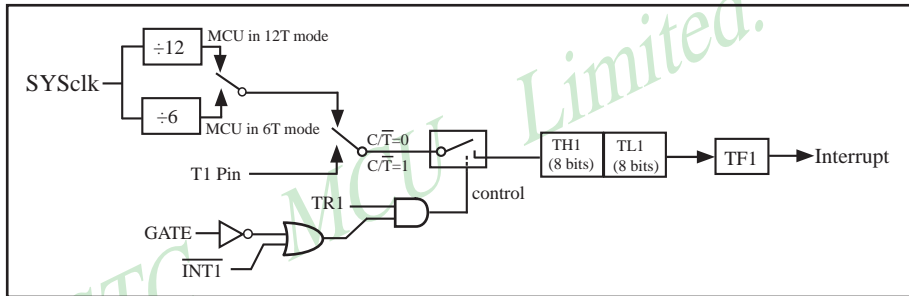 ÷12
MCU in 12T mode
SYSclk
÷6
MCU in 6T mode
C/T̅=0
C/T̅=1
T1 Pin
TH1
(8 bits)
TL1
(8 bits)
TF1
Interrupt
control
TR1
GATE
I̅N̅T̅1̅
STC MCU Limited.